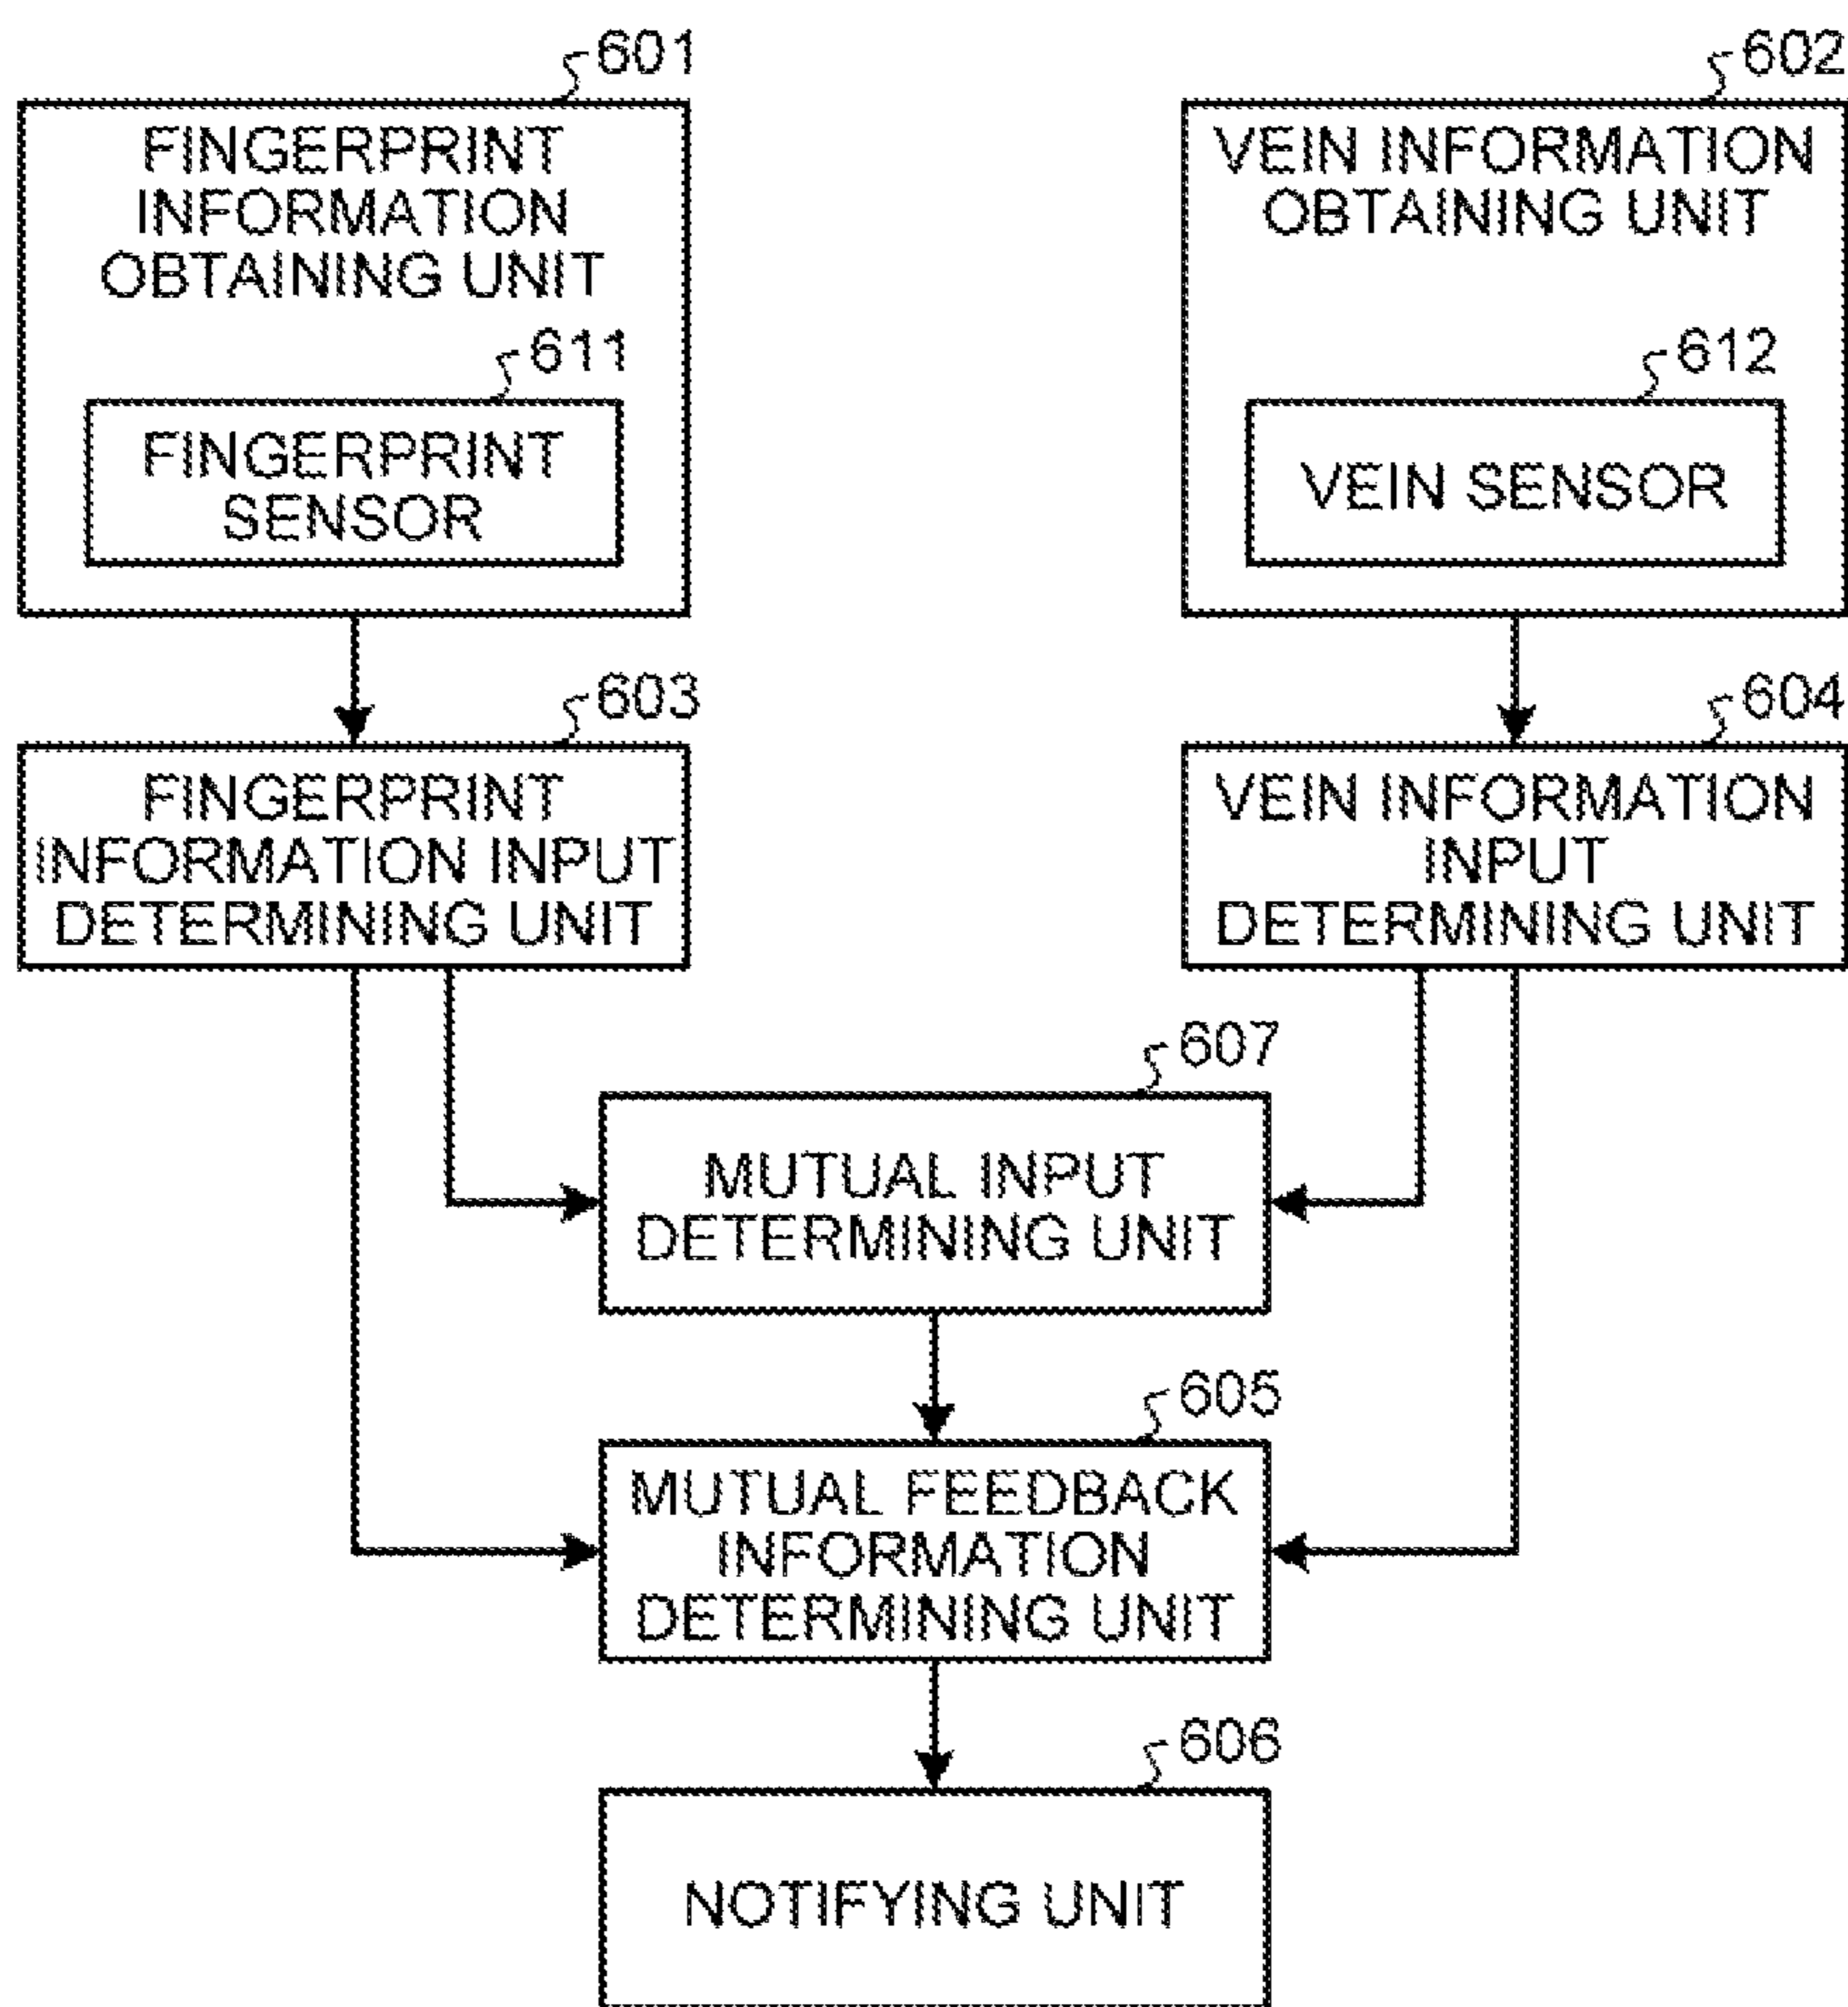 601
FINGERPRINT
INFORMATION
OBTAINING UNIT
611
FINGERPRINT
SENSOR
602
VEIN INFORMATION
OBTAINING UNIT
612
VEIN SENSOR
603
FINGERPRINT
INFORMATION INPUT
DETERMINING UNIT
604
VEIN INFORMATION
INPUT
DETERMINING UNIT
607
MUTUAL INPUT
DETERMINING UNIT
605
MUTUAL FEEDBACK
INFORMATION
DETERMINING UNIT
606
NOTIFYING UNIT